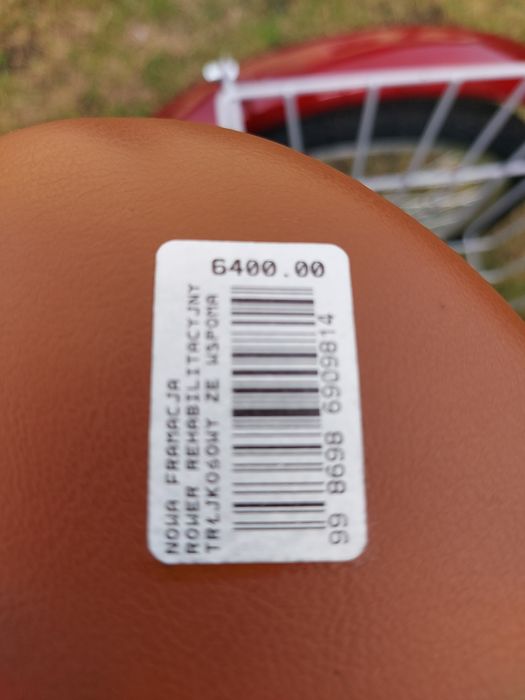 6400.00
NOWA FRAMACJA
ROWER REHABILITACYJNY
TRŁJKOŁOWY ZE WSPOMA
99 8698 6909814